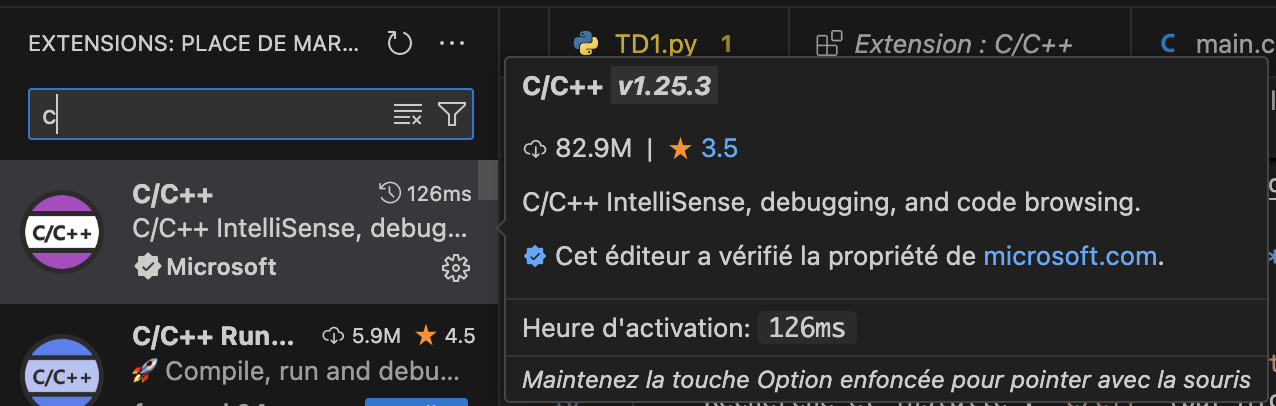 EXTENSIONS: PLACE DE MAR...
TD1.py 1
Extension : C/C++
main.c
c
C/C++ 126ms
C/C++ IntelliSense, debug...
Microsoft
C/C++
C/C++ Run... 5.9M 4.5
Compile, run and debu...
C/C++
C/C++ v1.25.3
82.9M | 3.5
C/C++ IntelliSense, debugging, and code browsing.
Cet éditeur a vérifié la propriété de microsoft.com.
Heure d'activation: 126ms
Maintenez la touche Option enfoncée pour pointer avec la souris